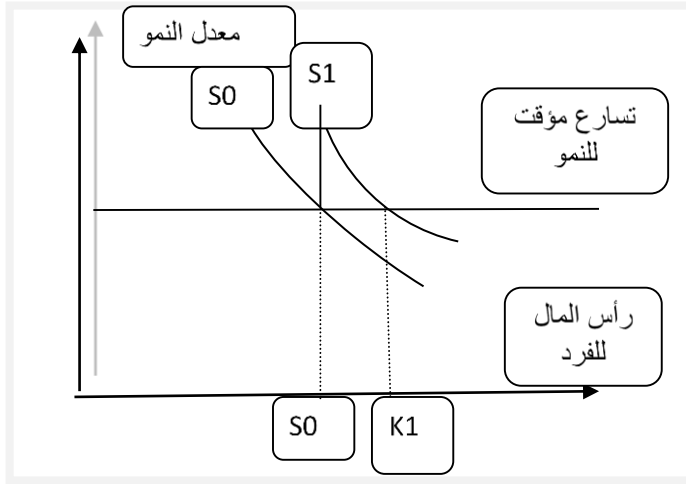 معدل النمو
S0
S1
تسارع مؤقت
للنمو
رأس المال
للفرد
S0
K1